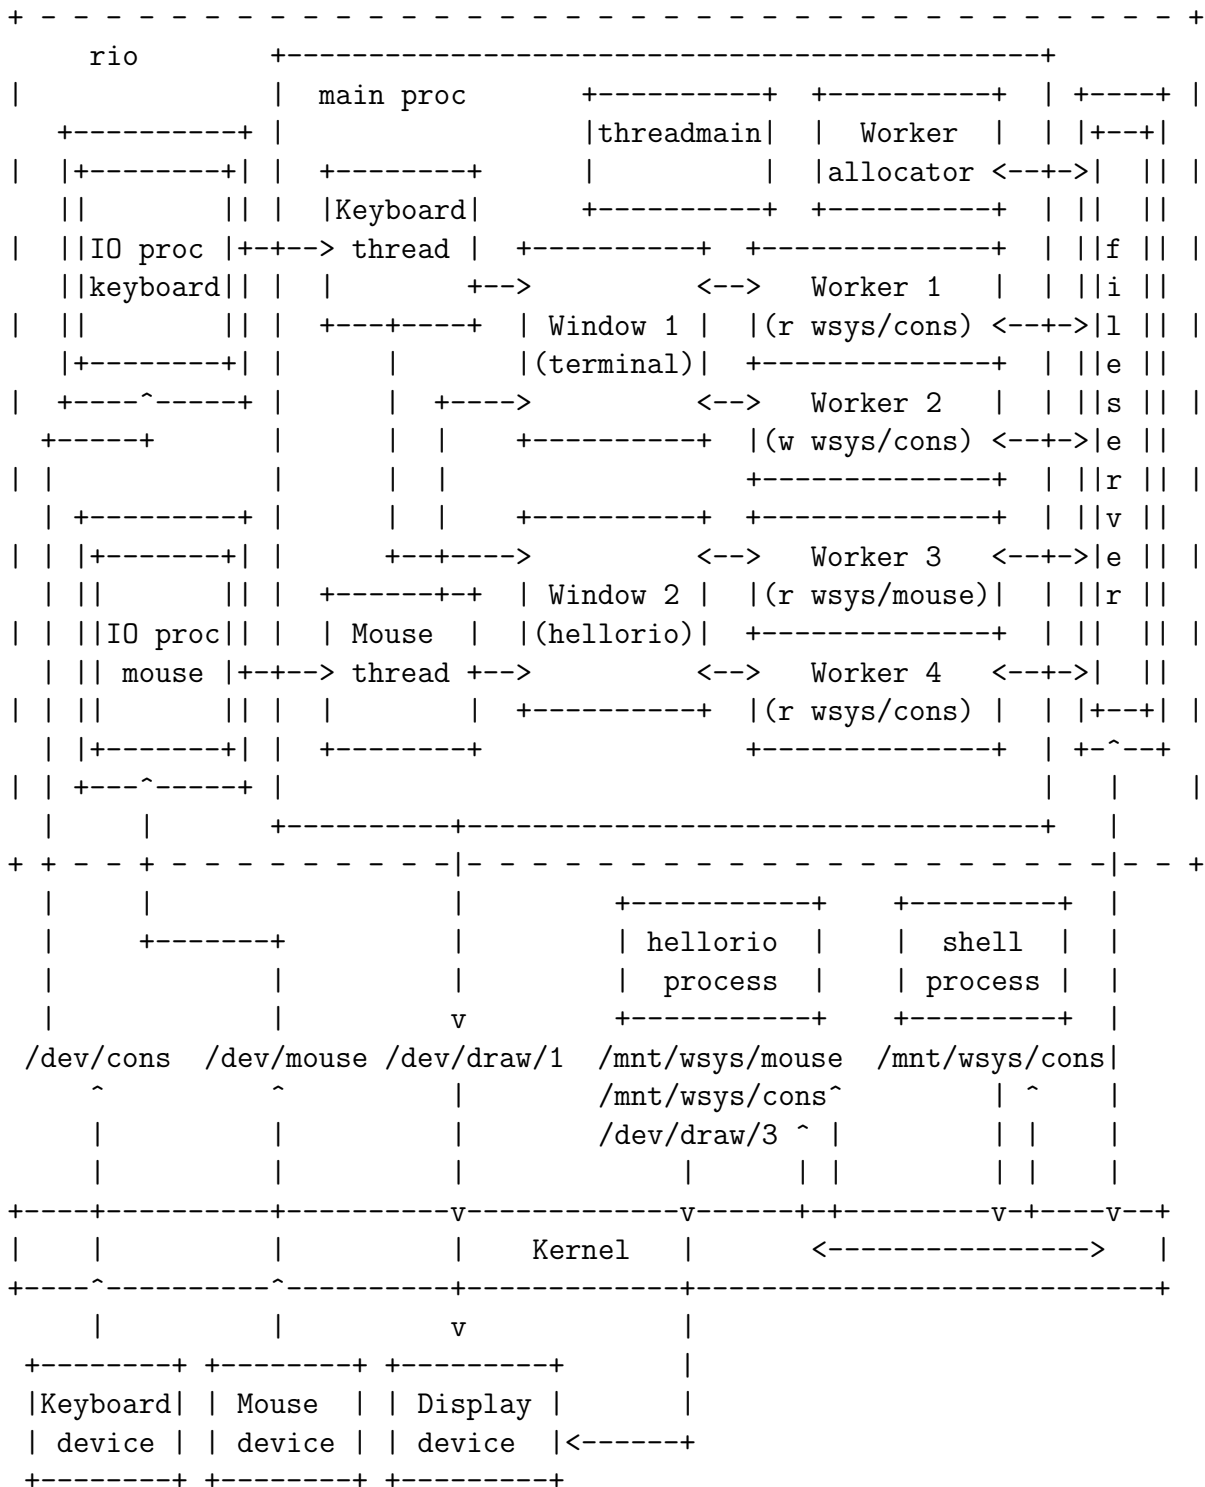 rio
main proc
threadmain Worker
allocator
Keyboard
IO proc thread
keyboard Worker 1
Window 1 (r wsys/cons)
(terminal)
Worker 2
(w wsys/cons)
Worker 3
Window 2 (r wsys/mouse)
IO proc Mouse (hellorio)
mouse thread Worker 4
(r wsys/cons)
fileserver
hellorio shell
process process
/dev/cons /dev/mouse /dev/draw/1 /mnt/wsys/mouse /mnt/wsys/cons
/mnt/wsys/cons
/dev/draw/3
Kernel
Keyboard Mouse Display
device device device